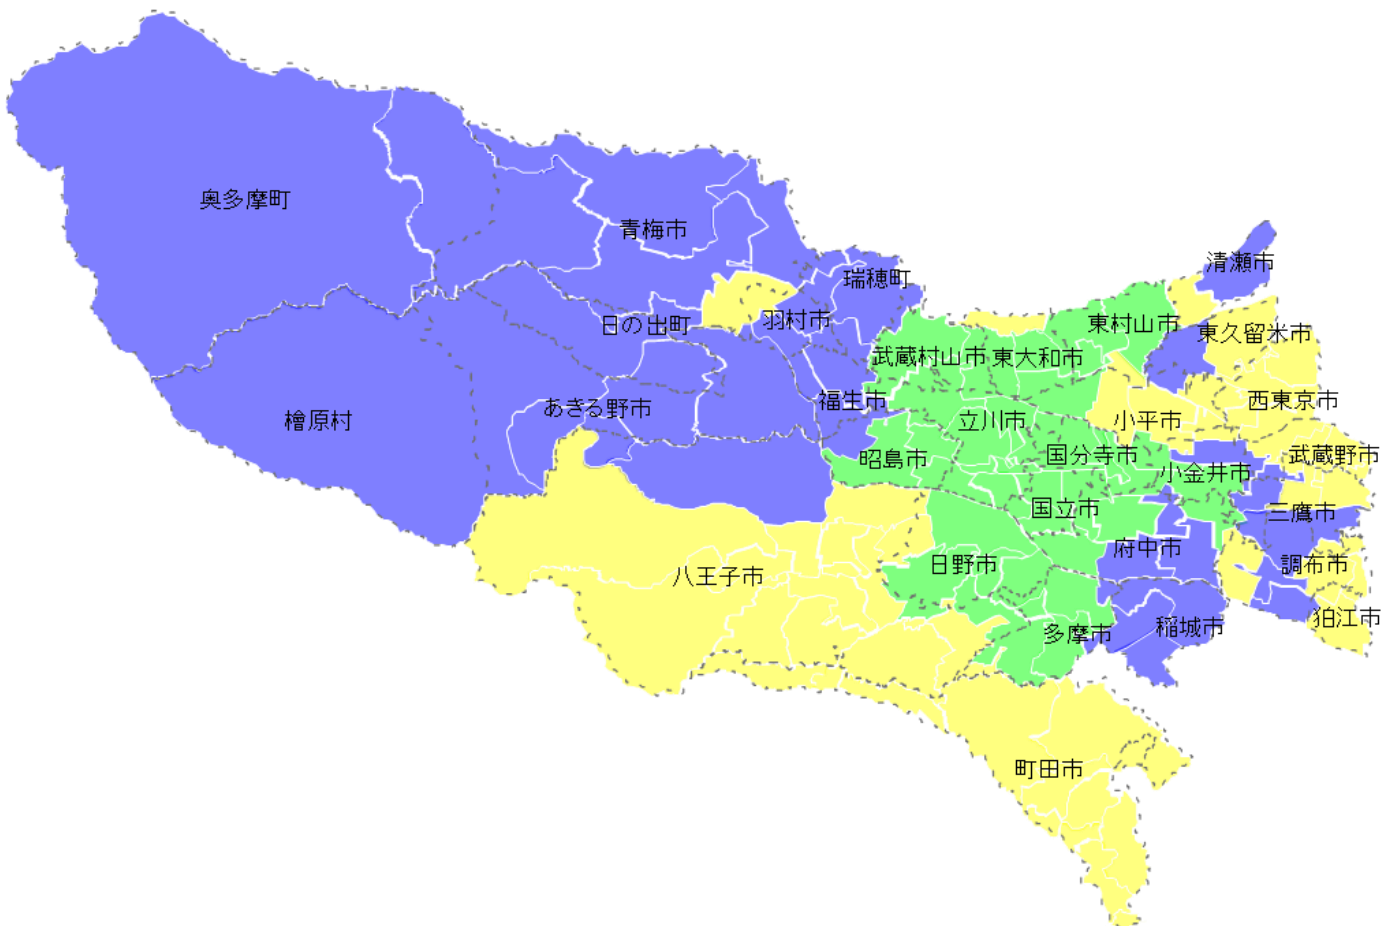 奥多摩町
青梅市
清瀬市
瑞穂町
羽村市
日の出町
東村山市
東久留米市
武蔵村山市
東大和市
福生市
西東京市
あきる野市
檜原村
立川市
小平市
昭島市
国分寺市
武蔵野市
小金井市
国立市
三鷹市
府中市
日野市
調布市
八王子市
狛江市
多摩市
稲城市
町田市